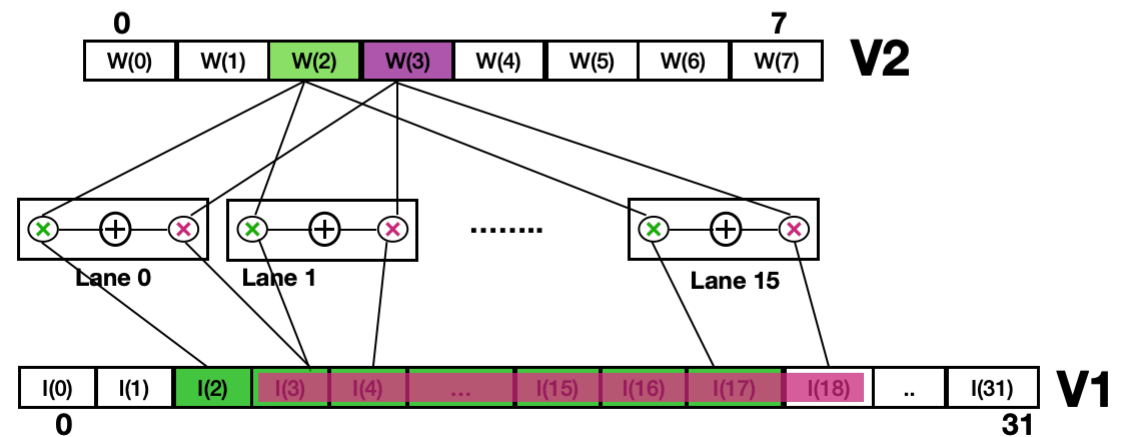 0 7
W(0) W(1) W(2) W(3) W(4) W(5) W(6) W(7) V2
× + × × + × ........ × + ×
Lane 0 Lane 1 Lane 15
I(0) I(1) I(2) I(3) I(4) ... I(15) I(16) I(17) I(18) .. I(31) V1
0 31